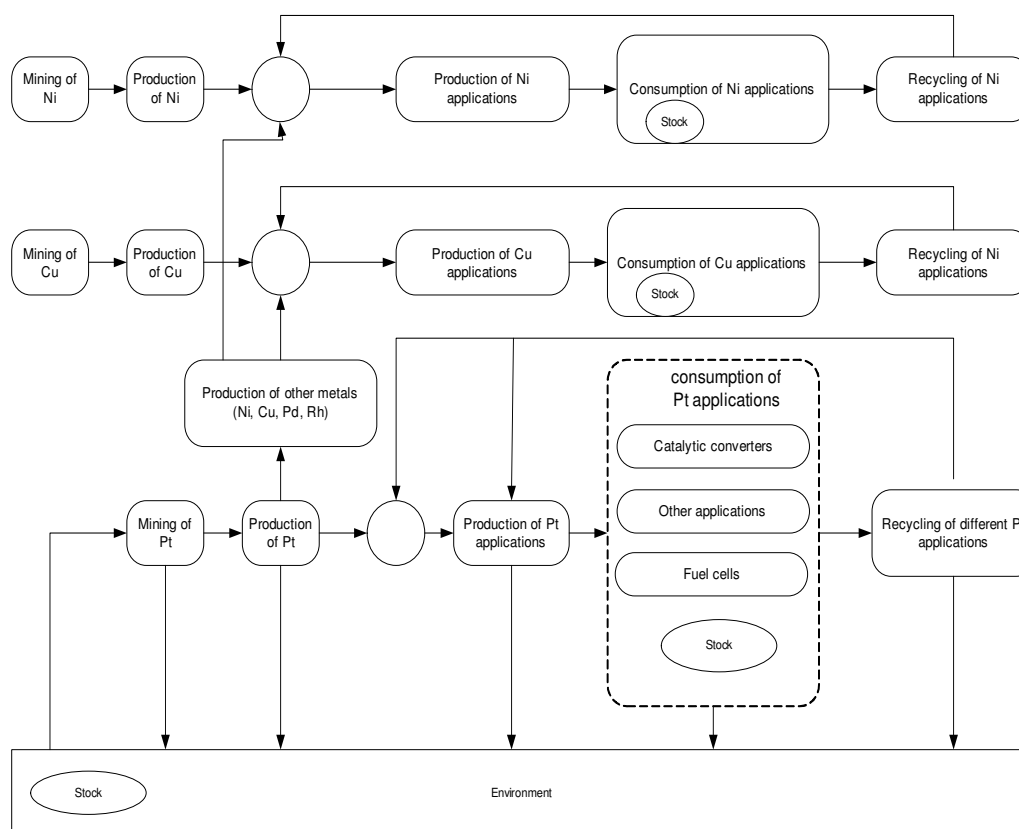 Mining of
Ni
Production
of Ni
Production of Ni
applications
Consumption of Ni applications
Stock
Recycling of Ni
applications
Mining of
Cu
Production
of Cu
Production of Cu
applications
Consumption of Cu applications
Stock
Recycling of Ni
applications
Production of other metals
(Ni, Cu, Pd, Rh)
consumption of
Pt applications
Catalytic converters
Other applications
Fuel cells
Stock
Mining of
Pt
Production
of Pt
Production of Pt
applications
Recycling of different P
applications
Stock
Environment